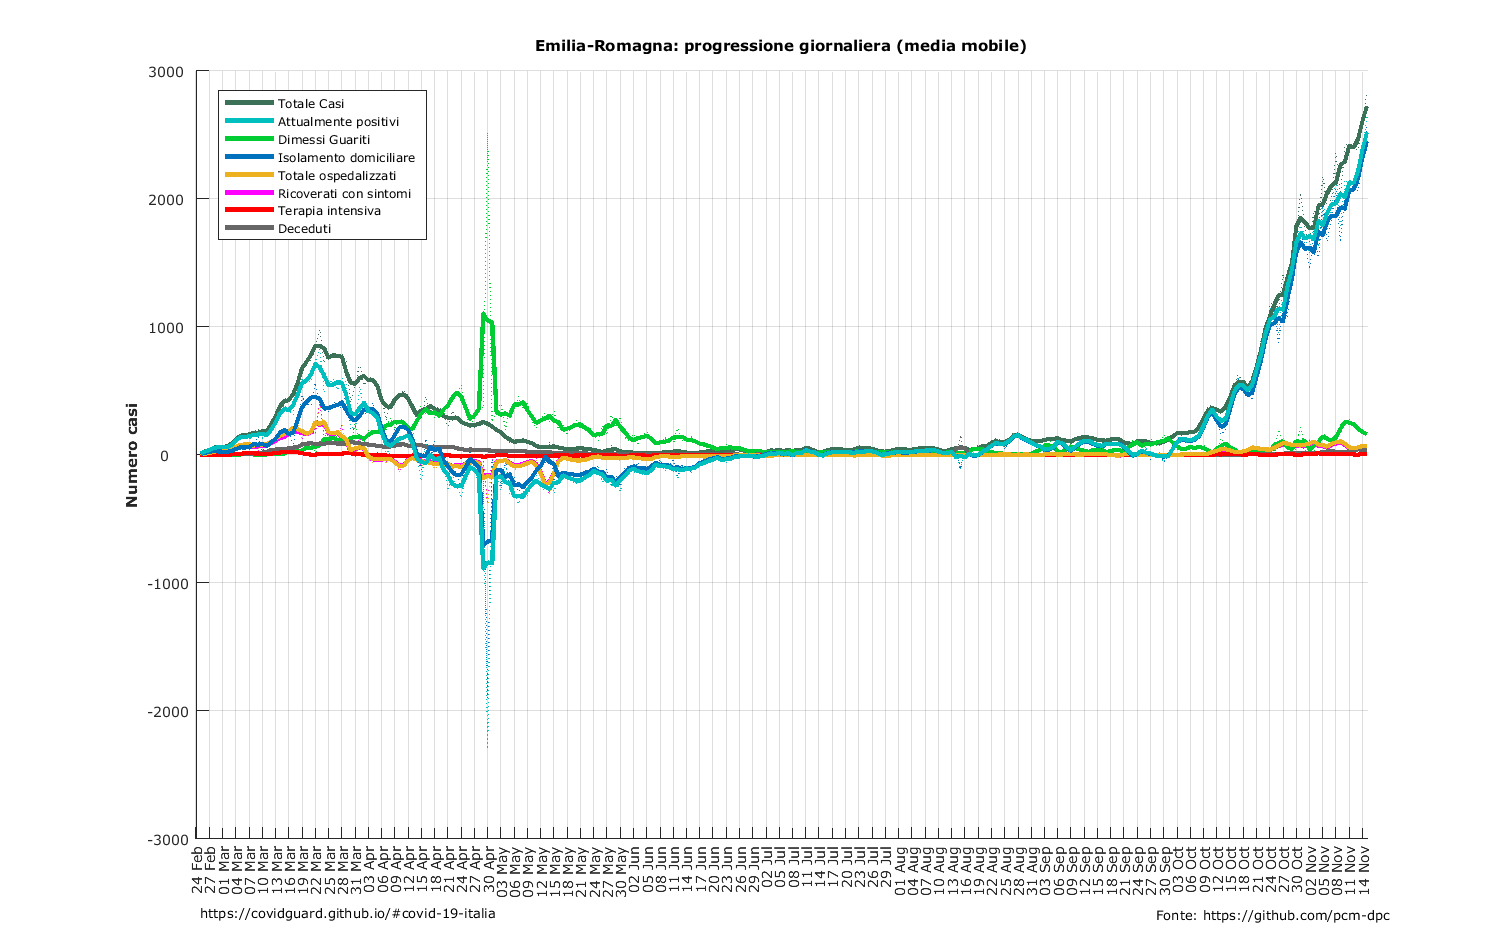 Emilia-Romagna: progressione giornaliera (media mobile)
3000
2000
1000
0
-1000
-2000
-3000
Numero casi
Totale Casi
Attualmente positivi
Dimessi Guariti
Isolamento domiciliare
Totale ospedalizzati
Ricoverati con sintomi
Terapia intensiva
Deceduti
24 Feb
27 Feb
01 Mar
04 Mar
07 Mar
10 Mar
13 Mar
16 Mar
19 Mar
22 Mar
25 Mar
28 Mar
31 Mar
03 Apr
06 Apr
09 Apr
12 Apr
15 Apr
18 Apr
21 Apr
24 Apr
27 Apr
30 Apr
03 May
06 May
09 May
12 May
15 May
18 May
21 May
24 May
27 May
30 May
02 Jun
05 Jun
08 Jun
11 Jun
14 Jun
17 Jun
20 Jun
23 Jun
26 Jun
29 Jun
02 Jul
05 Jul
08 Jul
11 Jul
14 Jul
17 Jul
20 Jul
23 Jul
26 Jul
29 Jul
01 Aug
04 Aug
07 Aug
10 Aug
13 Aug
16 Aug
19 Aug
22 Aug
25 Aug
28 Aug
31 Aug
03 Sep
06 Sep
09 Sep
12 Sep
15 Sep
18 Sep
21 Sep
24 Sep
27 Sep
30 Sep
03 Oct
06 Oct
09 Oct
12 Oct
15 Oct
18 Oct
21 Oct
24 Oct
27 Oct
30 Oct
02 Nov
05 Nov
08 Nov
11 Nov
14 Nov
https://covidguard.github.io/#covid-19-italia
Fonte: https://github.com/pcm-dpc